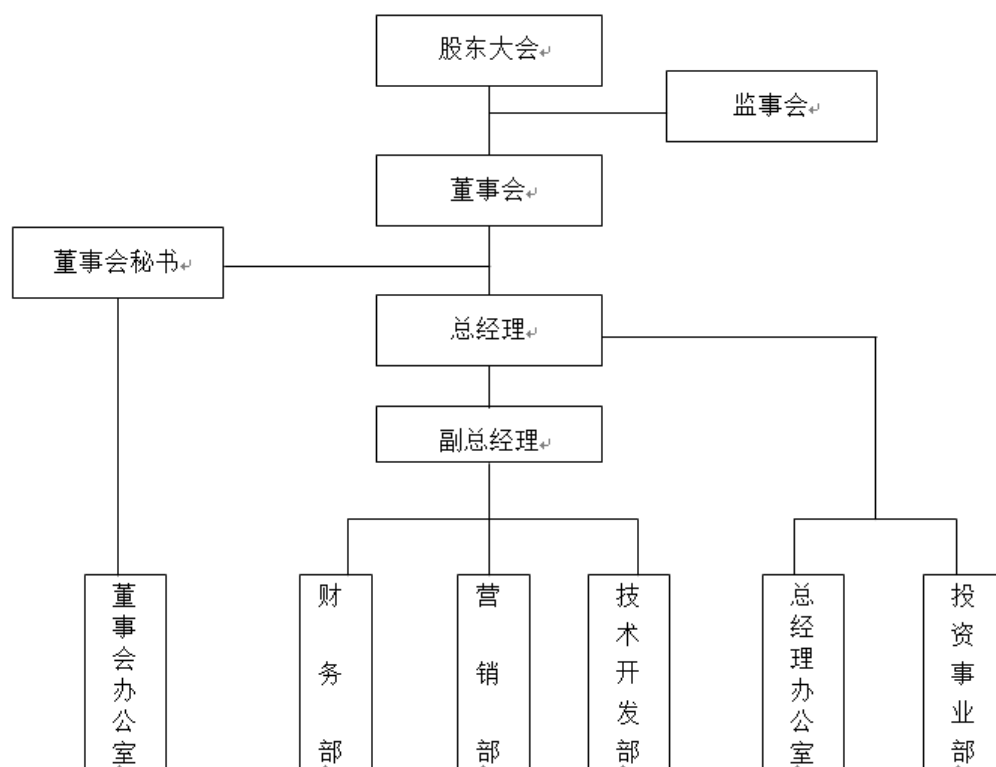 股东大会
监事会
董事会
董事会秘书
总经理
副总经理
董事会办公室
财务部
营销部
技术开发部
总经理办公室
投资事业部